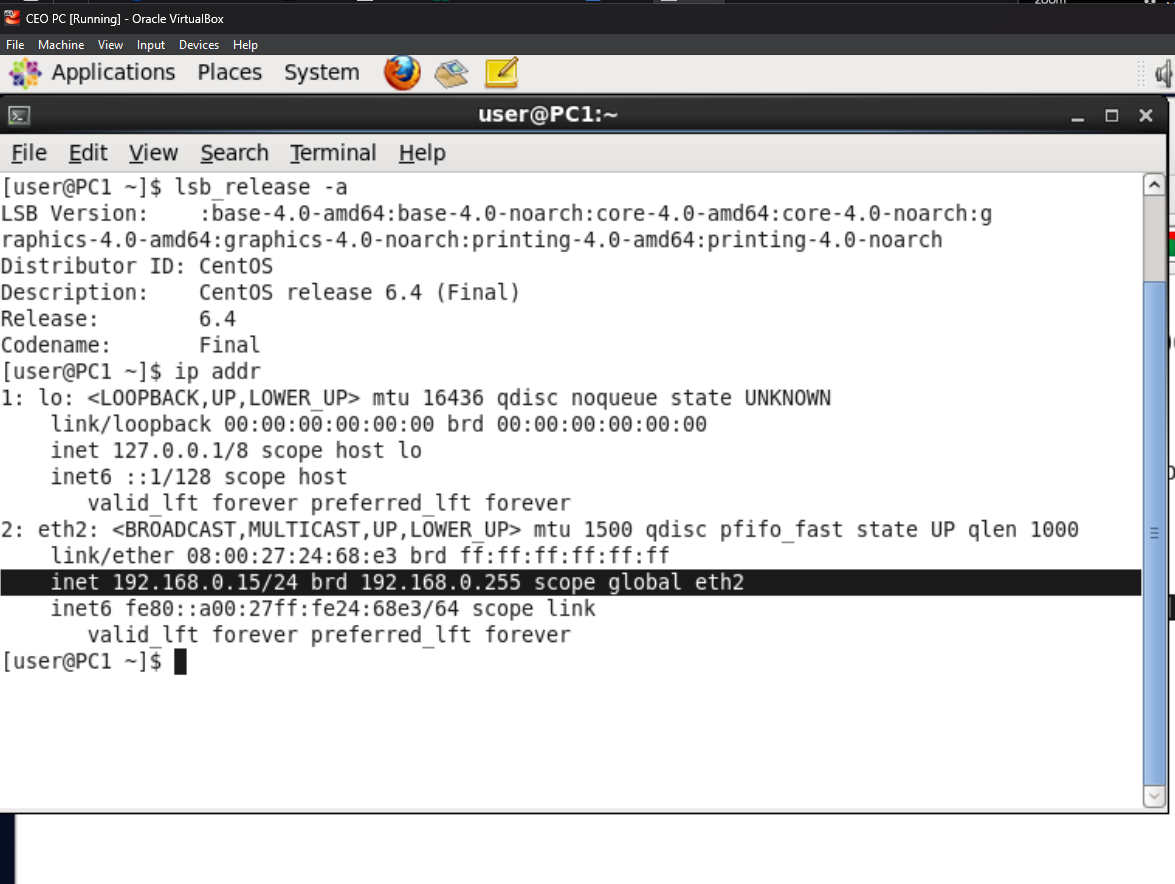 CEO PC [Running] - Oracle VirtualBox
File Machine View Input Devices Help
Applications Places System
user@PC1:~
File Edit View Search Terminal Help
[user@PC1 ~]$ lsb_release -a
LSB Version:    :base-4.0-amd64:base-4.0-noarch:core-4.0-amd64:core-4.0-noarch:g
raphics-4.0-amd64:graphics-4.0-noarch:printing-4.0-amd64:printing-4.0-noarch
Distributor ID: CentOS
Description:    CentOS release 6.4 (Final)
Release:        6.4
Codename:       Final
[user@PC1 ~]$ ip addr
1: lo: <LOOPBACK,UP,LOWER_UP> mtu 16436 qdisc noqueue state UNKNOWN
    link/loopback 00:00:00:00:00:00 brd 00:00:00:00:00:00
    inet 127.0.0.1/8 scope host lo
    inet6 ::1/128 scope host
       valid_lft forever preferred_lft forever
2: eth2: <BROADCAST,MULTICAST,UP,LOWER_UP> mtu 1500 qdisc pfifo_fast state UP qlen 1000
    link/ether 08:00:27:24:68:e3 brd ff:ff:ff:ff:ff:ff
    inet 192.168.0.15/24 brd 192.168.0.255 scope global eth2
    inet6 fe80::a00:27ff:fe24:68e3/64 scope link
       valid_lft forever preferred_lft forever
[user@PC1 ~]$